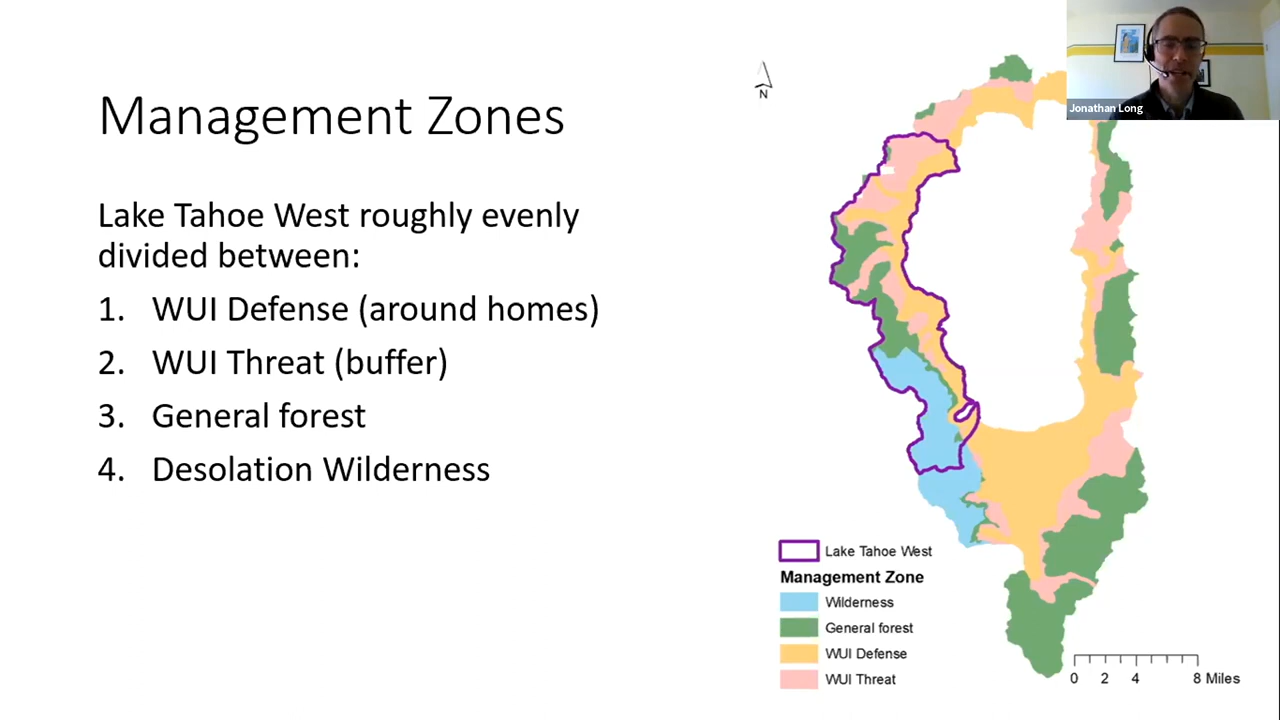 Management Zones
Lake Tahoe West roughly evenly
divided between:
1. WUI Defense (around homes)
2. WUI Threat (buffer)
3. General forest
4. Desolation Wilderness
N
Jonathan Long
Lake Tahoe West
Management Zone
Wilderness
General forest
WUI Defense
WUI Threat
0 2 4 8 Miles